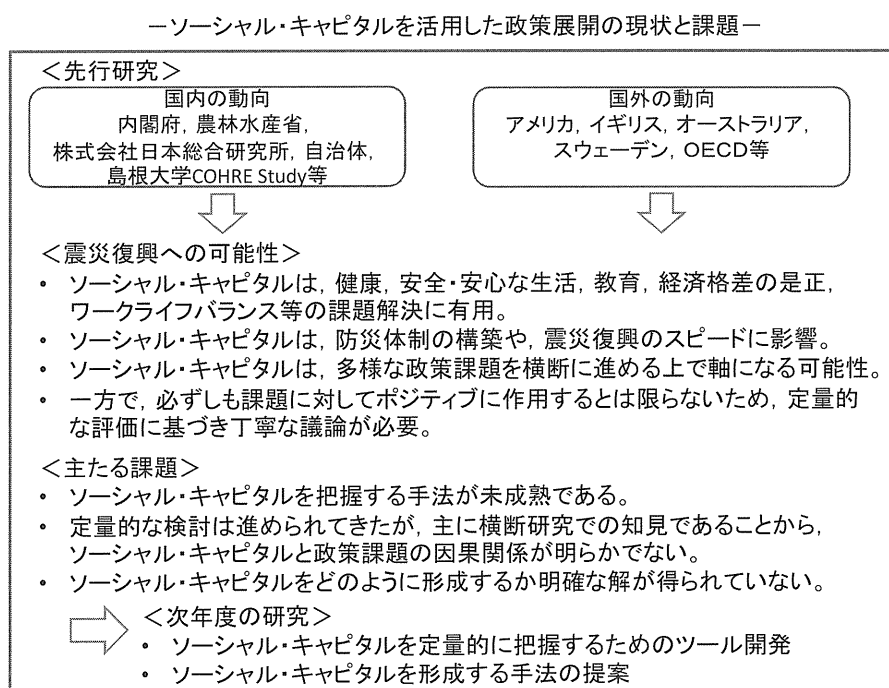 －ソーシャル・キャピタルを活用した政策展開の現状と課題－
＜先行研究＞
国内の動向
内閣府，農林水産省，
株式会社日本総合研究所，自治体，
島根大学COHRE Study等
国外の動向
アメリカ，イギリス，オーストラリア，
スウェーデン，OECD等
＜震災復興への可能性＞
• ソーシャル・キャピタルは，健康，安全・安心な生活，教育，経済格差の是正，
ワークライフバランス等の課題解決に有用。
• ソーシャル・キャピタルは，防災体制の構築や，震災復興のスピードに影響。
• ソーシャル・キャピタルは，多様な政策課題を横断に進める上で軸になる可能性。
• 一方で，必ずしも課題に対してポジティブに作用するとは限らないため，定量的
な評価に基づき丁寧な議論が必要。
＜主たる課題＞
• ソーシャル・キャピタルを把握する手法が未成熟である。
• 定量的な検討は進められてきたが，主に横断研究での知見であることから，
ソーシャル・キャピタルと政策課題の因果関係が明らかでない。
• ソーシャル・キャピタルをどのように形成するか明確な解が得られていない。
＜次年度の研究＞
• ソーシャル・キャピタルを定量的に把握するためのツール開発
• ソーシャル・キャピタルを形成する手法の提案